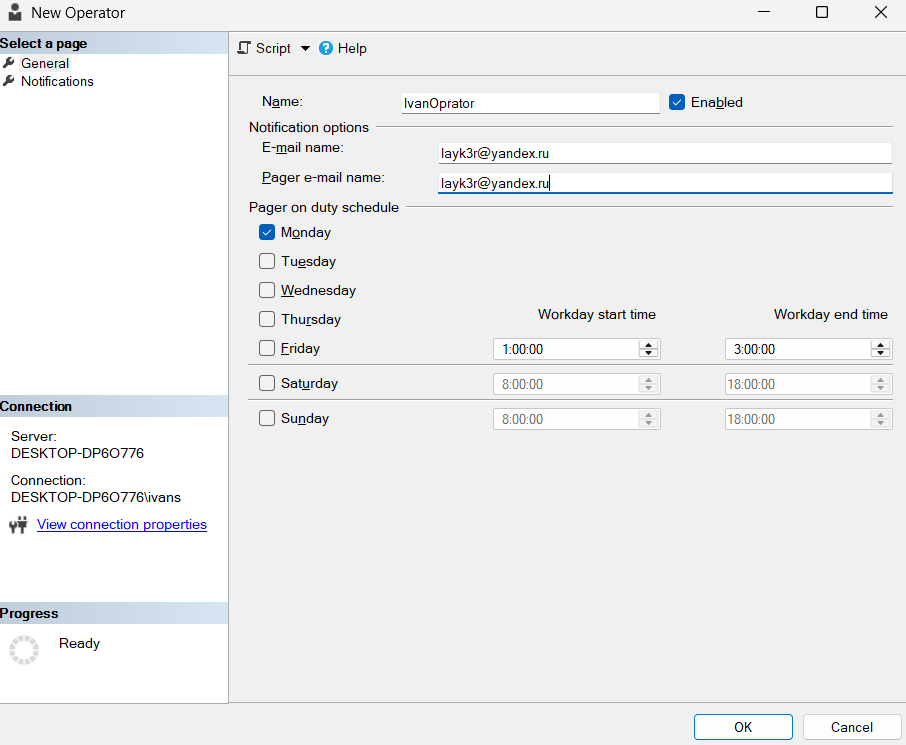 New Operator
Select a page
General
Notifications
Script
Help
Name:
IvanOprator
Enabled
Notification options
E-mail name:
layk3r@yandex.ru
Pager e-mail name:
layk3r@yandex.ru
Pager on duty schedule
Monday
Tuesday
Wednesday
Thursday
Workday start time
Workday end time
Friday
1:00:00
3:00:00
Saturday
8:00:00
18:00:00
Sunday
8:00:00
18:00:00
Connection
Server:
DESKTOP-DP6O776
Connection:
DESKTOP-DP6O776\ivans
View connection properties
Progress
Ready
OK
Cancel